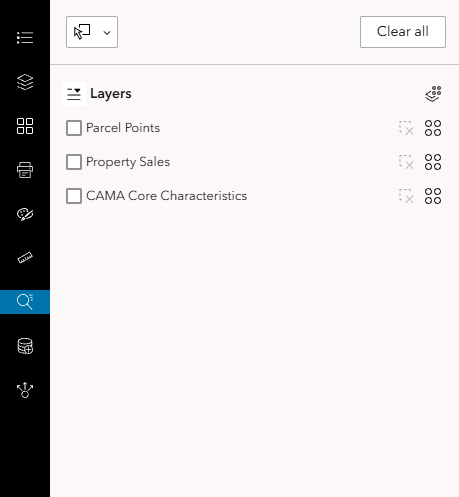 Clear all
Layers
Parcel Points
Property Sales
CAMA Core Characteristics